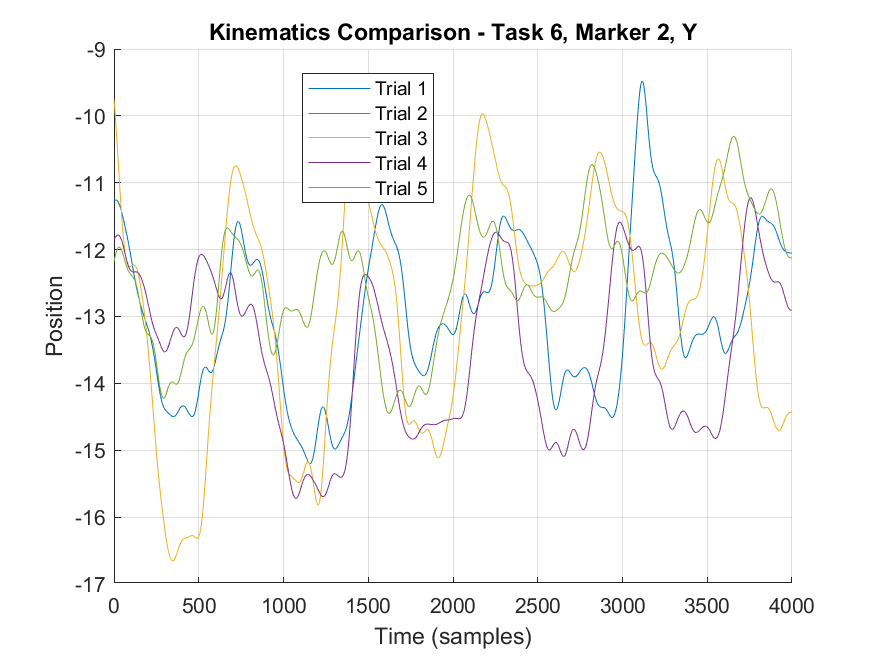 Kinematics Comparison - Task 6, Marker 2, Y
-9
-10
-11
-12
-13
-14
-15
-16
-17
Position
Trial 1
Trial 2
Trial 3
Trial 4
Trial 5
0 500 1000 1500 2000 2500 3000 3500 4000
Time (samples)